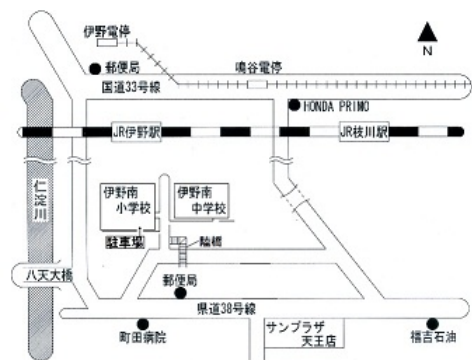 伊野電停
郵便局
国道33号線
鳴谷電停
N
HONDA PRIMO
JR伊野駅
JR枝川駅
仁淀川
伊野南
小学校
伊野南
中学校
駐車場
陸橋
八天大橋
郵便局
県道38号線
町田病院
サンプラザ
天王店
福吉石油